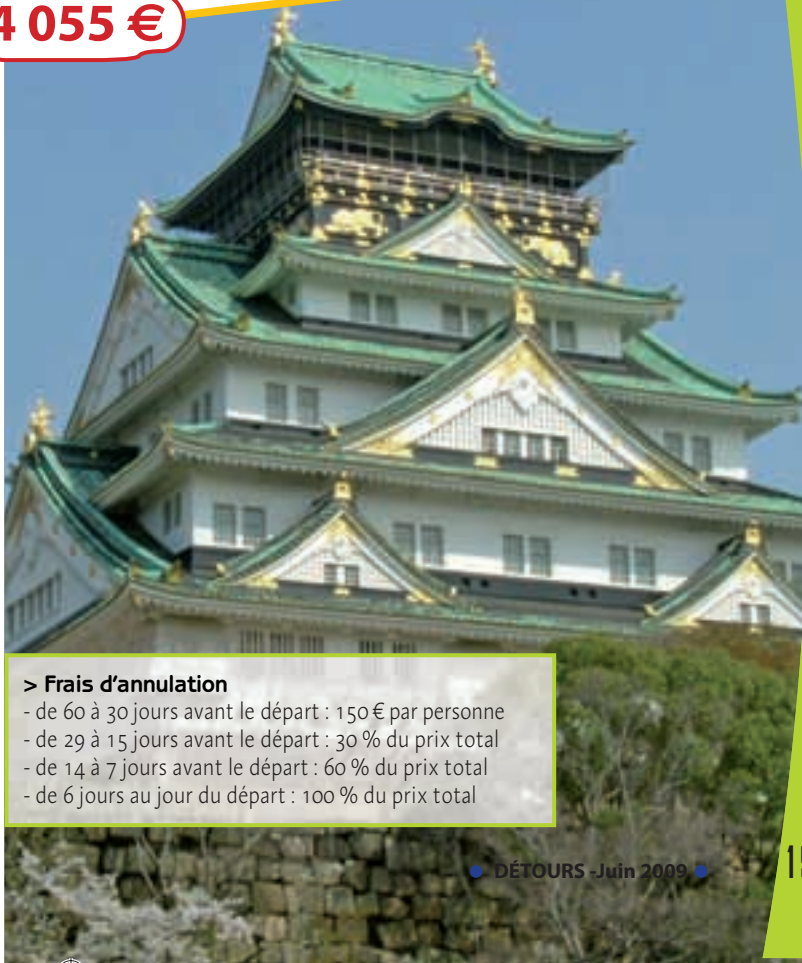 4 055 €
> Frais d'annulation
- de 60 à 30 jours avant le départ : 150 € par personne
- de 29 à 15 jours avant le départ : 30 % du prix total
- de 14 à 7 jours avant le départ : 60 % du prix total
- de 6 jours au jour du départ : 100 % du prix total
• DÉTOURS -Juin 2009 •